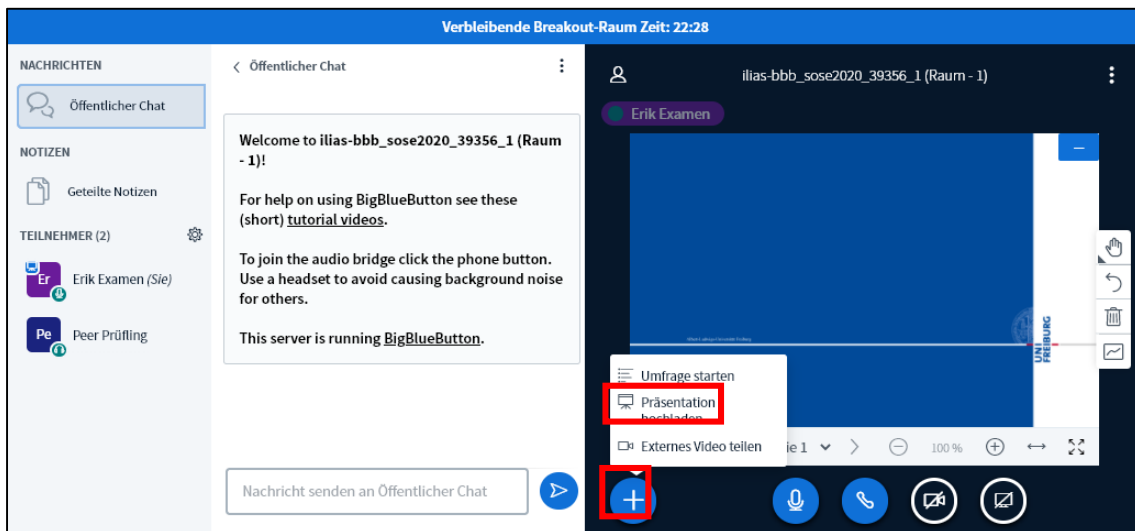 Verbleibende Breakout-Raum Zeit: 22:28
NACHRICHTEN
Öffentlicher Chat
NOTIZEN
Geteilte Notizen
TEILNEHMER (2)
Er
Erik Examen (Sie)
Pe
Peer Prüfling
Öffentlicher Chat
Welcome to ilias-bbb_sose2020_39356_1 (Raum
- 1)!
For help on using BigBlueButton see these
(short) tutorial videos.
To join the audio bridge click the phone button.
Use a headset to avoid causing background noise
for others.
This server is running BigBlueButton.
Nachricht senden an Öffentlicher Chat
ilias-bbb_sose2020_39356_1 (Raum - 1)
Erik Examen
UNI
FREIBURG
Umfrage starten
Präsentation
hochladen
Externes Video teilen
ie 1
100 %